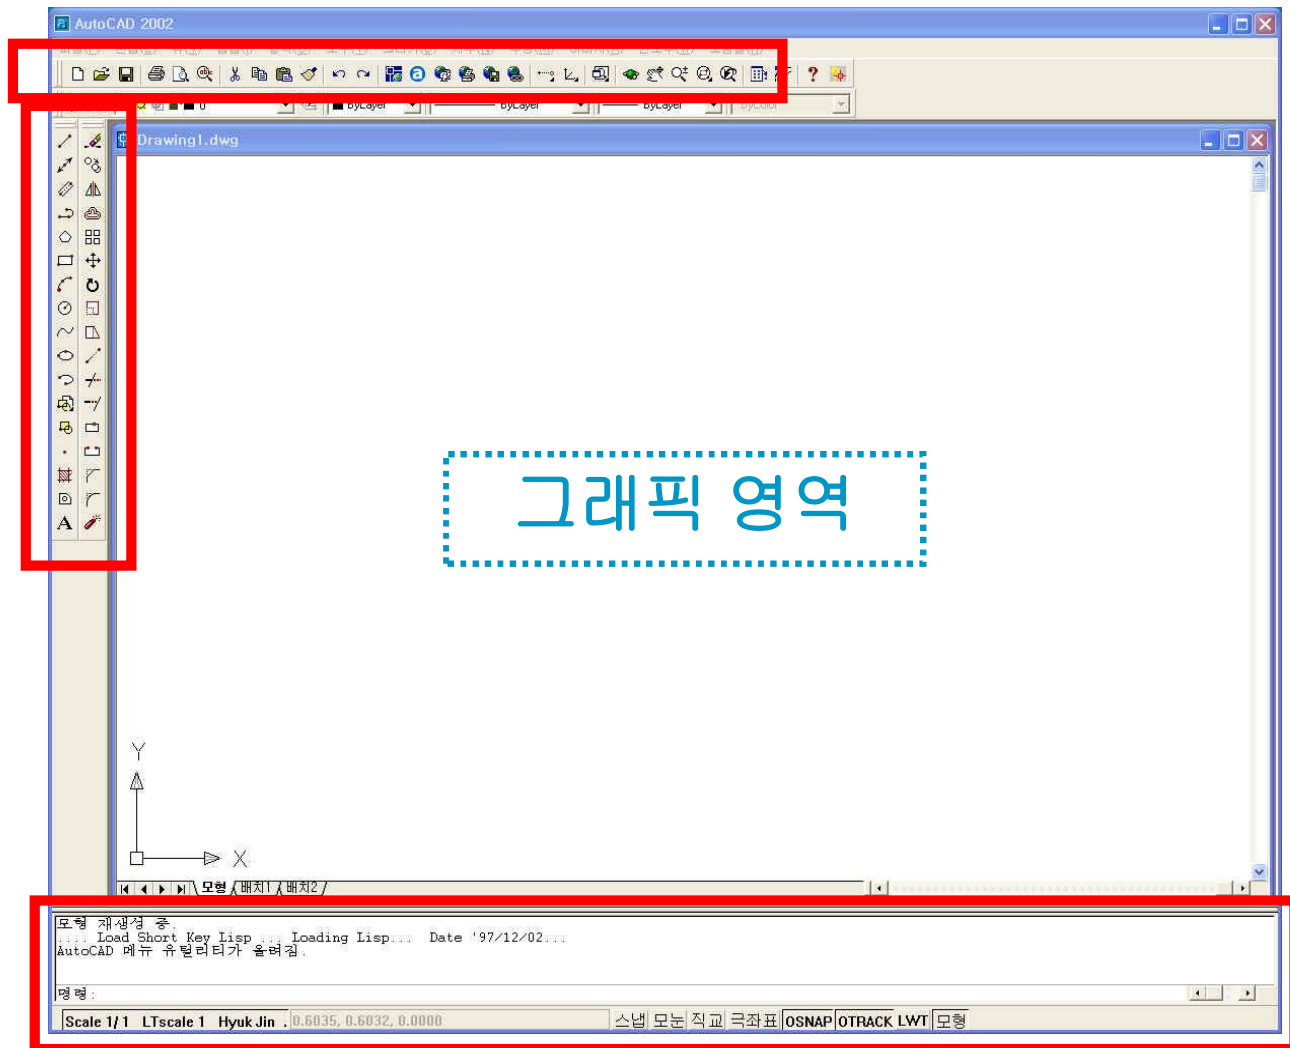 AutoCAD 2002
0 ByLayer ByLayer ByLayer ByColor
Drawing1.dwg
A
그래픽 영역
Y
X
모형 배치1 배치2
모형 재생성 중.
.... Load Short Key Lisp ... Loading Lisp... Date '97/12/02...
AutoCAD 메뉴 유틸리티가 올려짐.
명령:
Scale 1/1 LTscale 1 Hyuk Jin . 0.6035, 0.6032, 0.0000 스냅 모눈 직교 극좌표 OSNAP OTRACK LWT 모형